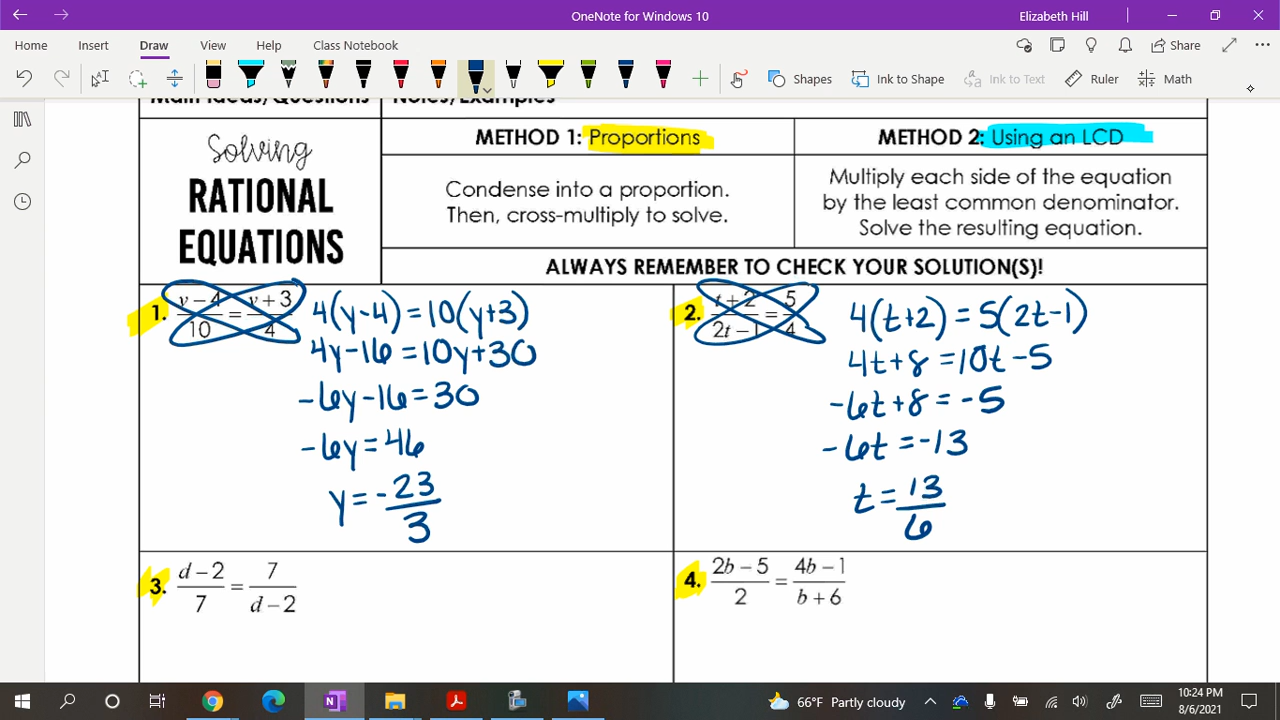 OneNote for Windows 10
Elizabeth Hill
Home Insert Draw View Help Class Notebook Share
Shapes Ink to Shape Ink to Text Ruler Math
Math Ideas/Questions Notes/Examples
Solving
RATIONAL
EQUATIONS
METHOD 1: Proportions
Condense into a proportion.
Then, cross-multiply to solve.
METHOD 2: Using an LCD
Multiply each side of the equation
by the least common denominator.
Solve the resulting equation.
ALWAYS REMEMBER TO CHECK YOUR SOLUTION(S)!
1. (y – 4)/10 = (y + 3)/4
4(y-4) = 10(y+3)
4y-16 = 10y+30
-6y-16 = 30
-6y = 46
y = -23/3
2. (t + 2)/(2t – 1) = 5/4
4(t+2) = 5(2t-1)
4t+8 = 10t-5
-6t+8 = -5
-6t = -13
t = 13/6
3. (d – 2)/7 = 7/(d – 2)
4. (2b – 5)/2 = (4b – 1)/(b + 6)
66°F Partly cloudy
10:24 PM
8/6/2021